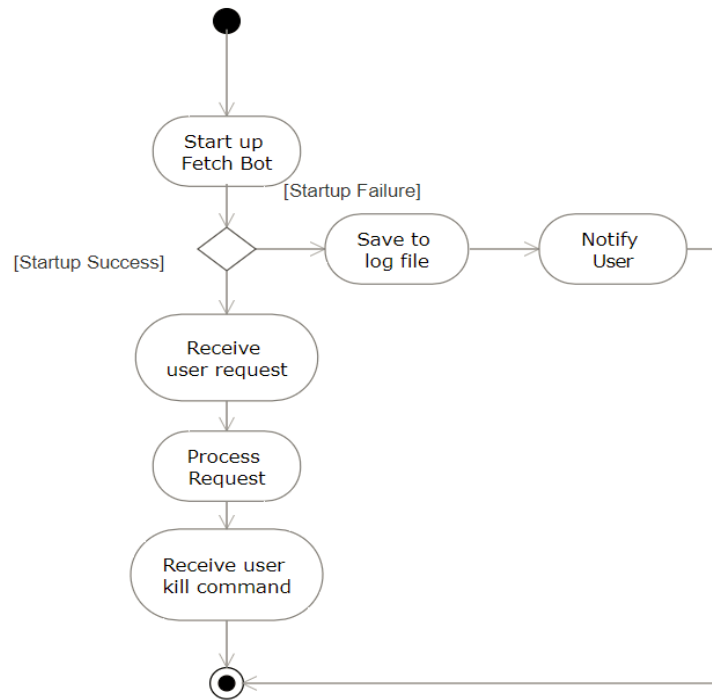 Start up
Fetch Bot
[Startup Failure]
Save to
log file
Notify
User
[Startup Success]
Receive
user request
Process
Request
Receive user
kill command